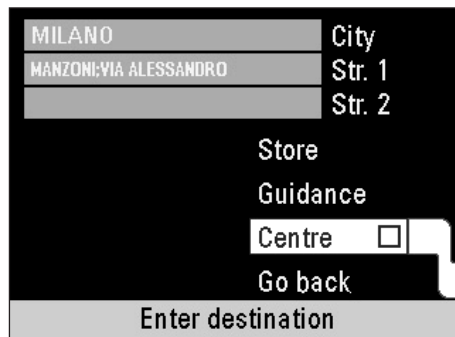 MILANO City
MANZONI;VIA ALESSANDRO Str. 1
Str. 2
Store
Guidance
Centre
Go back
Enter destination